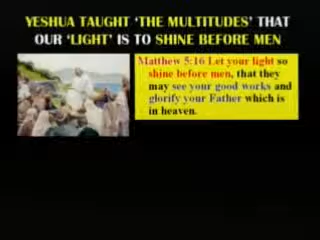 YESHUA TAUGHT ‘THE MULTITUDES’ THAT
OUR ‘LIGHT’ IS TO SHINE BEFORE MEN
Matthew 5:16 Let your light so
shine before men, that they
may see your good works and
glorify your Father which is
in heaven.